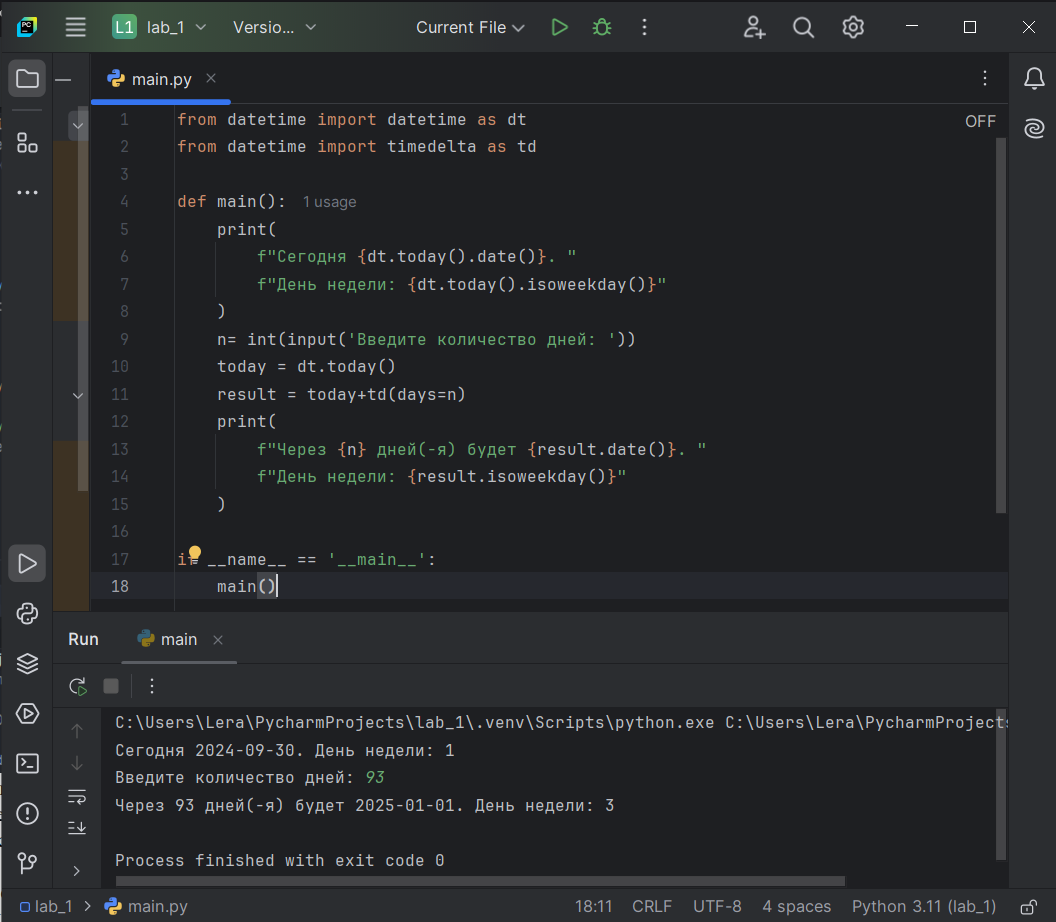 L1 lab_1 Versio... Current File
main.py
OFF
1 from datetime import datetime as dt
2 from datetime import timedelta as td
3
4 def main(): 1 usage
5 print(
6 f"Сегодня {dt.today().date()}. "
7 f"День недели: {dt.today().isoweekday()}"
8 )
9 n= int(input('Введите количество дней: '))
10 today = dt.today()
11 result = today+td(days=n)
12 print(
13 f"Через {n} дней(-я) будет {result.date()}. "
14 f"День недели: {result.isoweekday()}"
15 )
16
17 if __name__ == '__main__':
18 main()
Run main
C:\Users\Lera\PycharmProjects\lab_1\.venv\Scripts\python.exe C:\Users\Lera\PycharmProjects
Сегодня 2024-09-30. День недели: 1
Введите количество дней: 93
Через 93 дней(-я) будет 2025-01-01. День недели: 3
Process finished with exit code 0
lab_1 main.py 18:11 CRLF UTF-8 4 spaces Python 3.11 (lab_1)